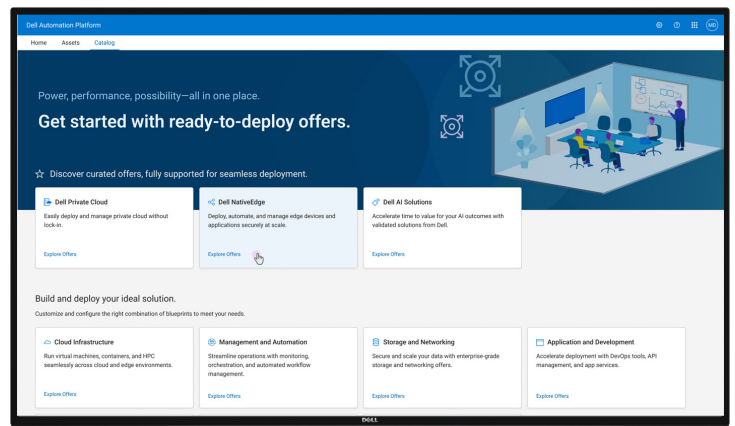 Dell Automation Platform
MD
Home Assets Catalog
Power, performance, possibility—all in one place.
Get started with ready-to-deploy offers.
Discover curated offers, fully supported for seamless deployment.
Dell Private Cloud
Easily deploy and manage private cloud without
lock-in.
Explore Offers
Dell NativeEdge
Deploy, automate, and manage edge devices and
applications securely at scale.
Explore Offers
Dell AI Solutions
Accelerate time to value for your AI outcomes with
validated solutions from Dell.
Explore Offers
Build and deploy your ideal solution.
Customize and configure the right combination of blueprints to meet your needs.
Cloud Infrastructure
Run virtual machines, containers, and HPC
seamlessly across cloud and edge environments.
Explore Offers
Management and Automation
Streamline operations with monitoring,
orchestration, and automated workflow
management.
Explore Offers
Storage and Networking
Secure and scale your data with enterprise-grade
storage and networking offers.
Explore Offers
Application and Development
Accelerate deployment with DevOps tools, API
management, and app services.
Explore Offers
DELL